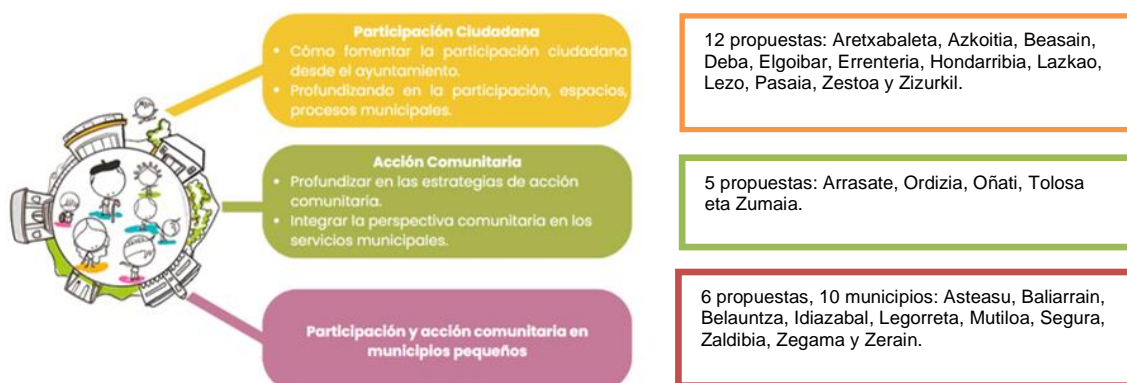 Participación Ciudadana
• Cómo fomentar la participación ciudadana
desde el ayuntamiento.
• Profundizando en la participación, espacios,
procesos municipales.
12 propuestas: Aretxabaleta, Azkoitia, Beasain,
Deba, Elgoibar, Errenteria, Hondarribia, Lazkao,
Lezo, Pasaia, Zestoa y Zizurkil.
Acción Comunitaria
• Profundizar en las estrategias de acción
comunitaria.
• Integrar la perspectiva comunitaria en los
servicios municipales.
5 propuestas: Arrasate, Ordizia, Oñati, Tolosa
eta Zumaia.
Participación y acción comunitaria en
municipios pequeños
6 propuestas, 10 municipios: Asteasu, Baliarrain,
Belauntza, Idiazabal, Legorreta, Mutiloa, Segura,
Zaldibia, Zegama y Zerain.